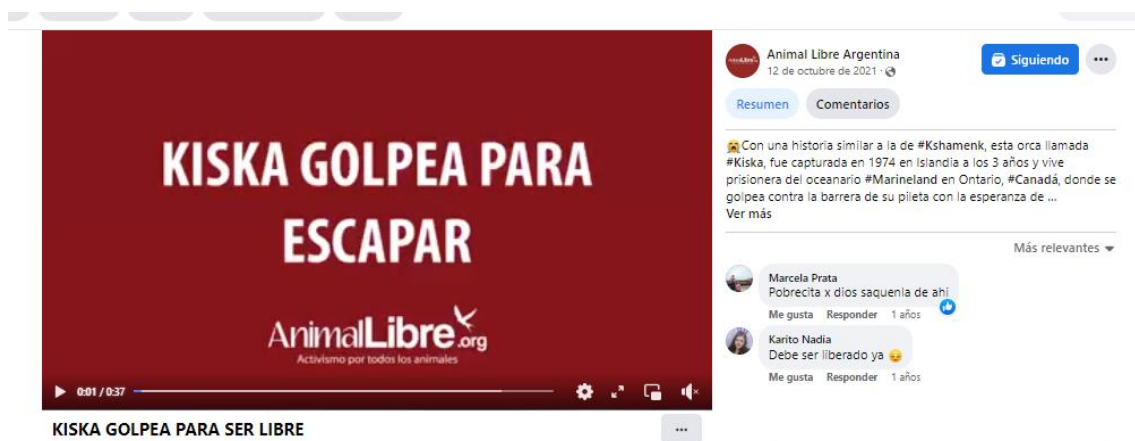 KISKA GOLPEA PARA
ESCAPAR
AnimalLibre.org
Activismo por todos los animales
0:01 / 0:37
KISKA GOLPEA PARA SER LIBRE
Animal Libre Argentina
12 de octubre de 2021 ·
Siguiendo
Resumen Comentarios
😭Con una historia similar a la de #Kshamenk, esta orca llamada
#Kiska, fue capturada en 1974 en Islandia a los 3 años y vive
prisionera del oceanario #Marineland en Ontario, #Canadá, donde se
golpea contra la barrera de su pileta con la esperanza de ...
Ver más
Más relevantes
Marcela Prata
Pobrecita x dios saquenla de ahi
Me gusta Responder 1 años
Karito Nadia
Debe ser liberado ya 😔
Me gusta Responder 1 años